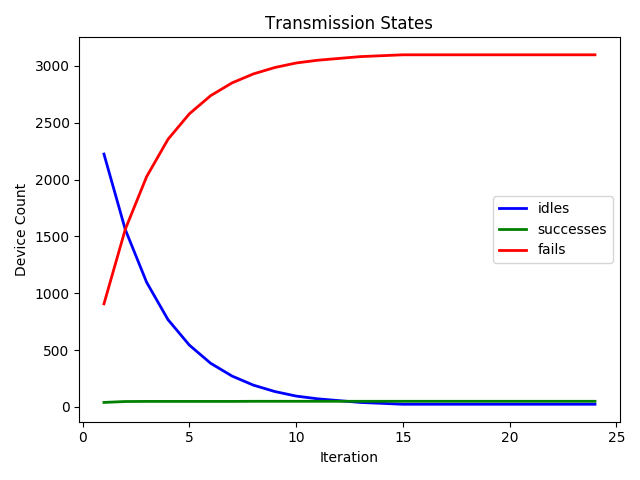 Transmission States
Device Count
3000
2500
2000
1500
1000
500
0
idles
successes
fails
0 5 10 15 20 25
Iteration